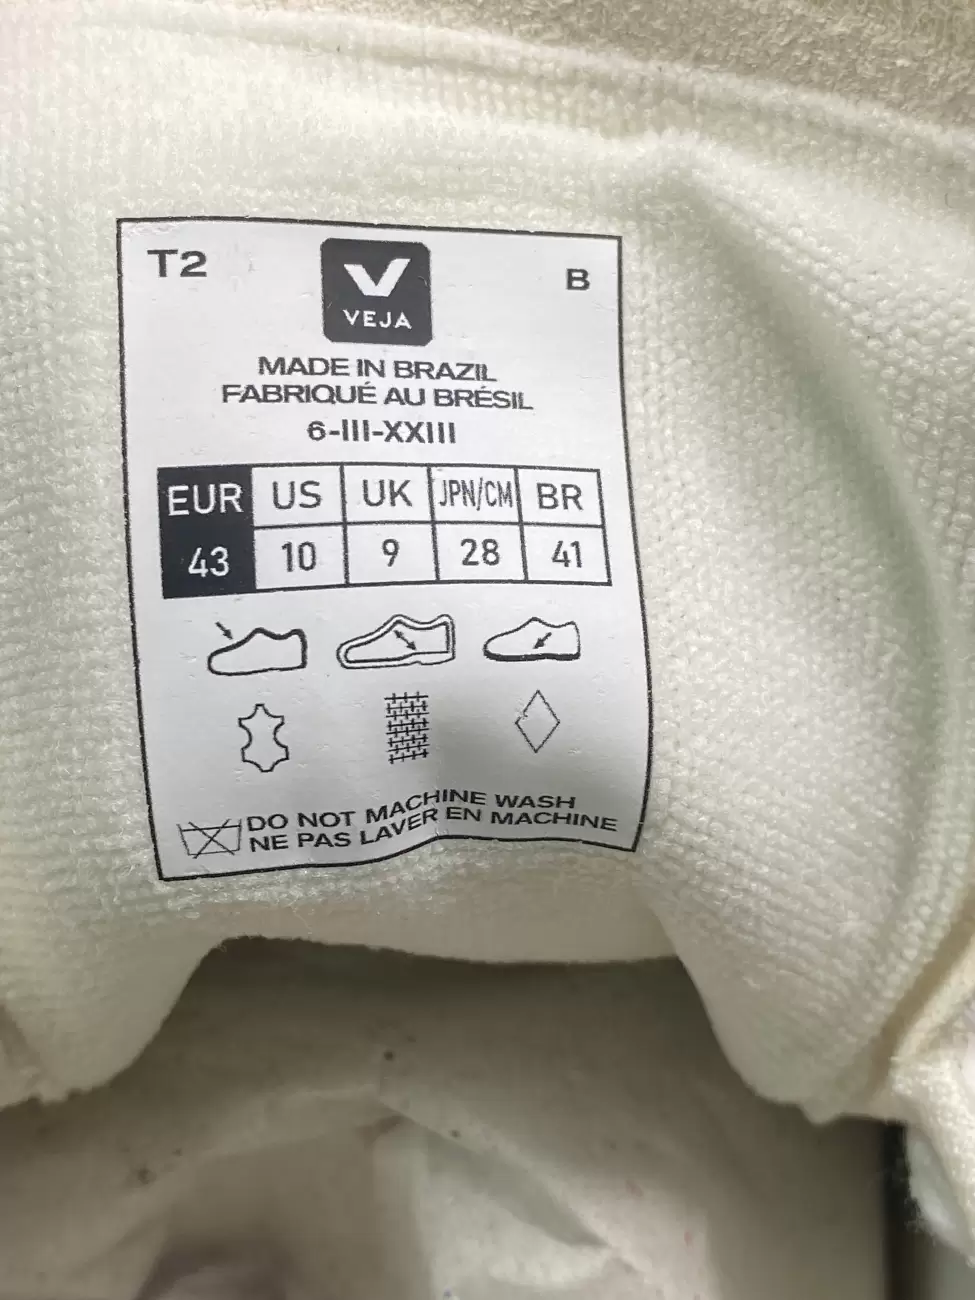 T2
B
VEJA
MADE IN BRAZIL
FABRIQUÉ AU BRÉSIL
6-III-XXIII
EUR US UK JPN/CM BR
43 10 9 28 41
DO NOT MACHINE WASH
NE PAS LAVER EN MACHINE